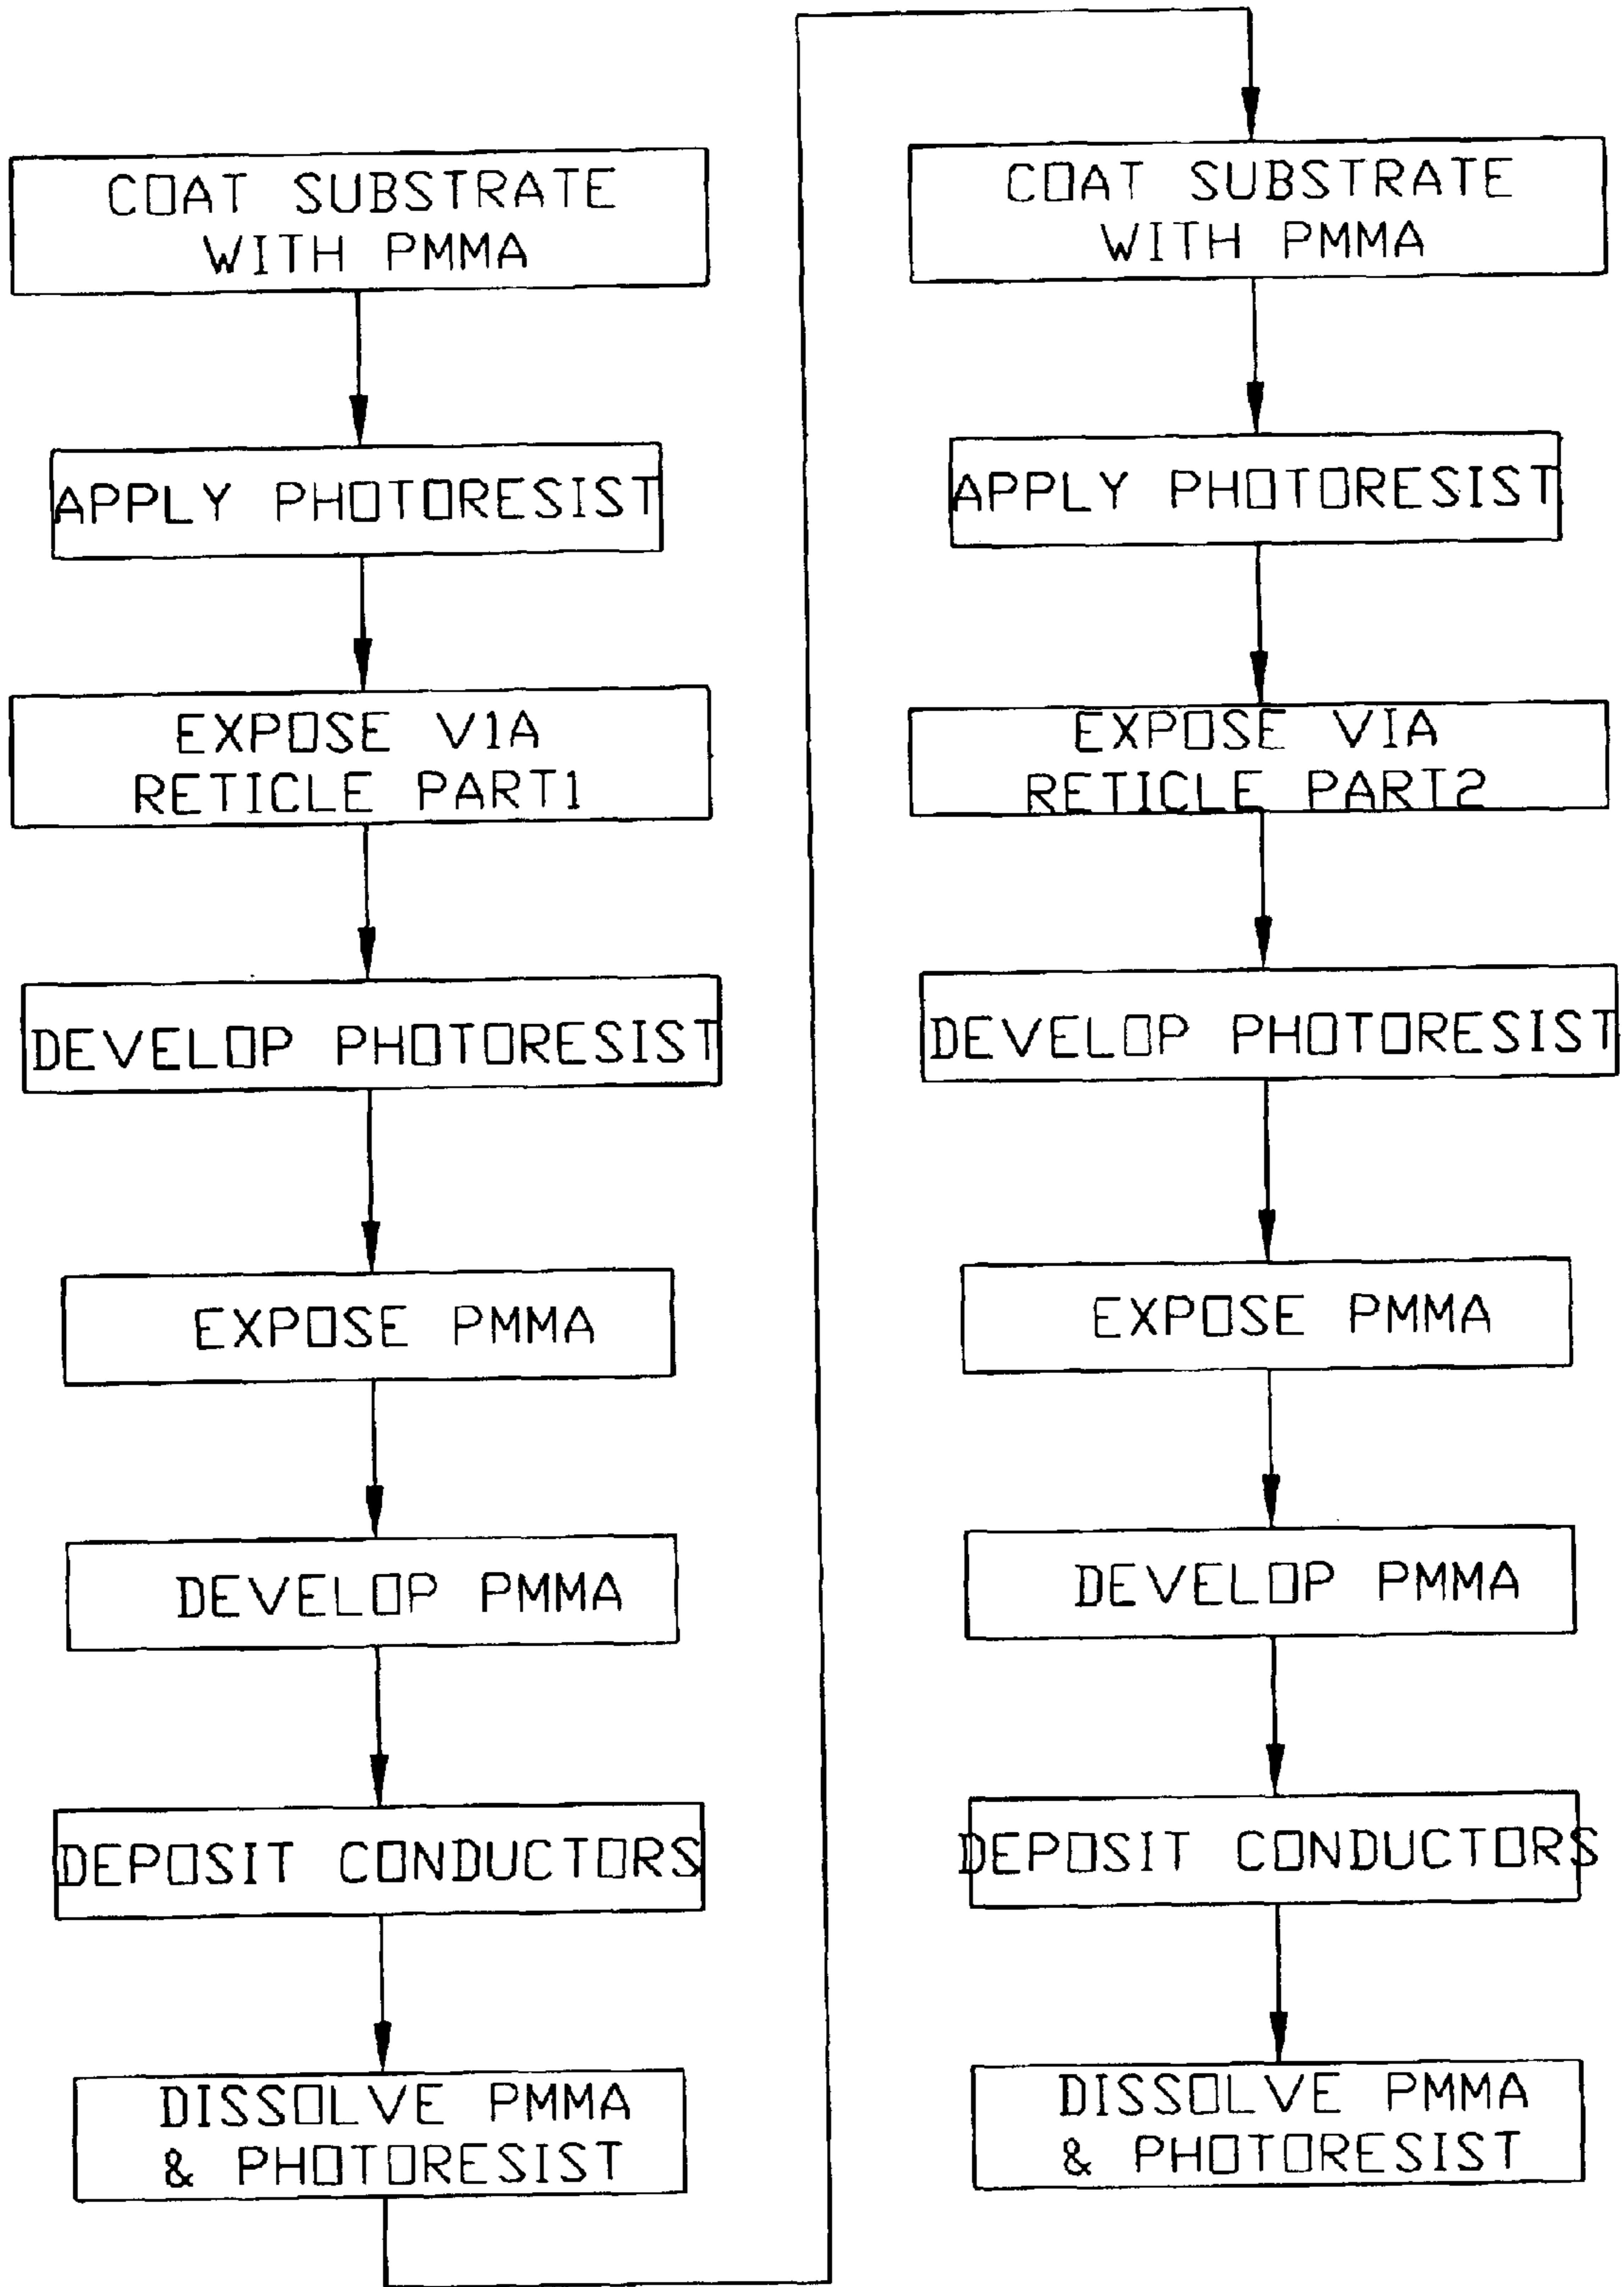 COAT SUBSTRATE
WITH PMMA
APPLY PHOTORESIST
EXPOSE V1A
RETICLE PART1
DEVELOP PHOTORESIST
EXPOSE PMMA
DEVELOP PMMA
DEPOSIT CONDUCTORS
DISSOLVE PMMA
& PHOTORESIST
COAT SUBSTRATE
WITH PMMA
APPLY PHOTORESIST
EXPOSE VIA
RETICLE PART2
DEVELOP PHOTORESIST
EXPOSE PMMA
DEVELOP PMMA
DEPOSIT CONDUCTORS
DISSOLVE PMMA
& PHOTORESIST